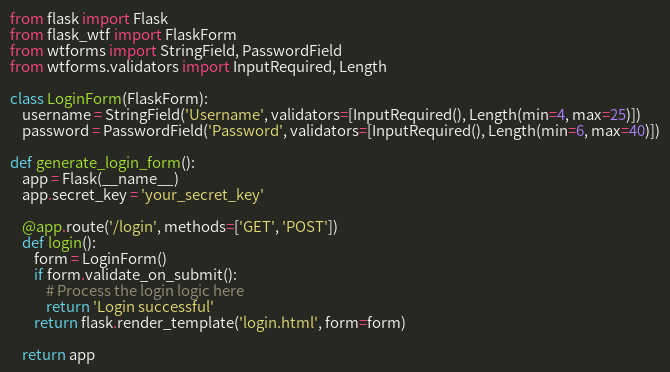 from flask import Flask
from flask_wtf import FlaskForm
from wtforms import StringField, PasswordField
from wtforms.validators import InputRequired, Length

class LoginForm(FlaskForm):
    username = StringField('Username', validators=[InputRequired(), Length(min=4, max=25)])
    password = PasswordField('Password', validators=[InputRequired(), Length(min=6, max=40)])

def generate_login_form():
    app = Flask(__name__)
    app.secret_key = 'your_secret_key'

    @app.route('/login', methods=['GET', 'POST'])
    def login():
        form = LoginForm()
        if form.validate_on_submit():
            # Process the login logic here
            return 'Login successful'
        return flask.render_template('login.html', form=form)

    return app